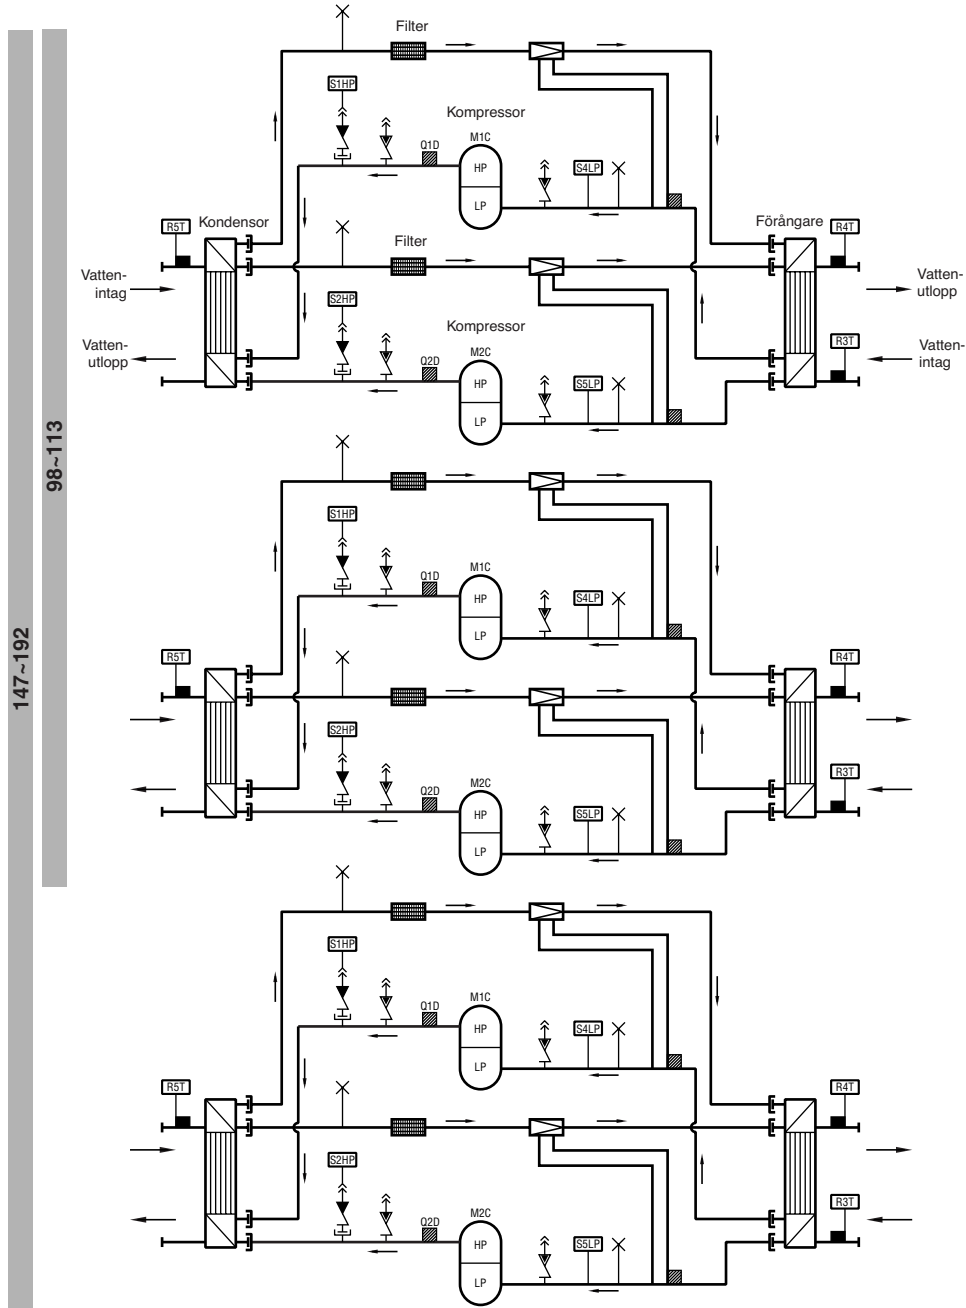 Filter
S1HP
Kompressor
Q1D
M1C
HP
LP
S4LP
R5T
Kondensor
Filter
Förångare
R4T
Vatten-
intag
Vatten-
utlopp
S2HP
Kompressor
Vatten-
utlopp
Q2D
M2C
HP
LP
S5LP
R3T
Vatten-
intag
98~113
147~192
S1HP
Q1D
M1C
HP
LP
S4LP
R5T
R4T
S2HP
Q2D
M2C
HP
LP
S5LP
R3T
S1HP
Q1D
M1C
HP
LP
S4LP
R5T
R4T
S2HP
Q2D
M2C
HP
LP
S5LP
R3T